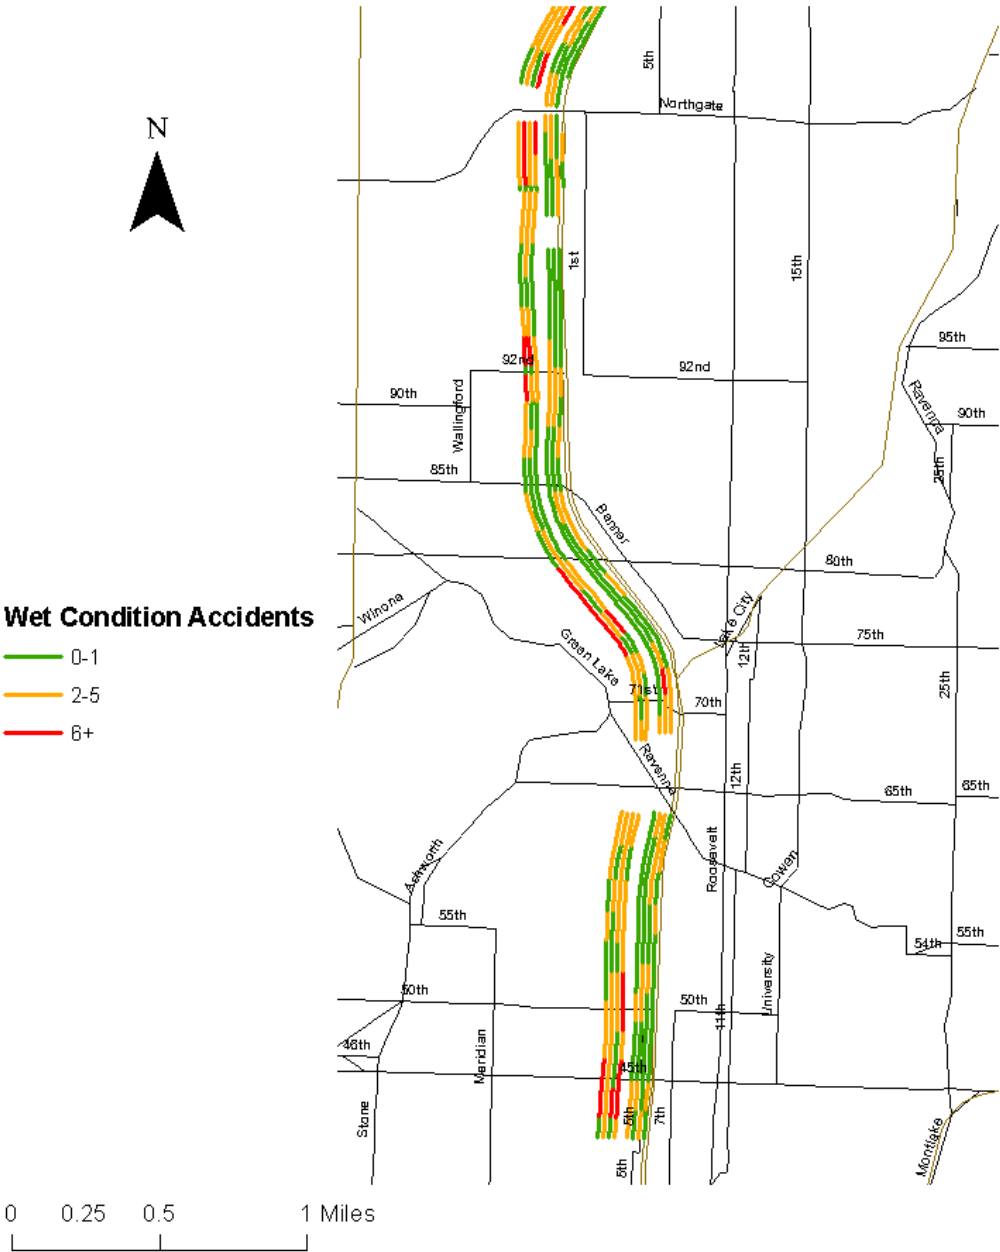 5th
Northgate
N
1st
15th
95th
92nd
92nd
90th
Wallingford
Ravenna
90th
85th
25th
Banner
80th
Winona
Lake City
Wet Condition Accidents
75th
0-1
Green Lake
12th
2-5
71st
70th
25th
6+
Ravenna
12th
65th
65th
Roosevelt
Ashworth
Cowen
55th
55th
54th
University
50th
50th
11th
46th
Meridian
45th
Stone
5th
7th
Montlake
5th
0 0.25 0.5 1 Miles